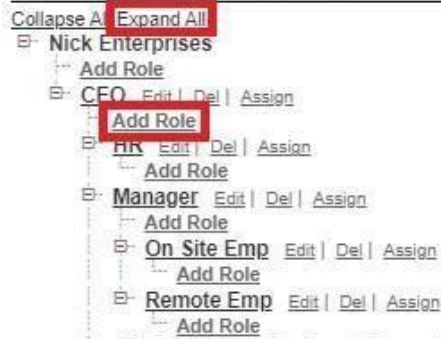 Collapse All Expand All
Nick Enterprises
Add Role
CEO Edit | Del | Assign
Add Role
HR Edit | Del | Assign
Add Role
Manager Edit | Del | Assign
Add Role
On Site Emp Edit | Del | Assign
Add Role
Remote Emp Edit | Del | Assign
Add Role